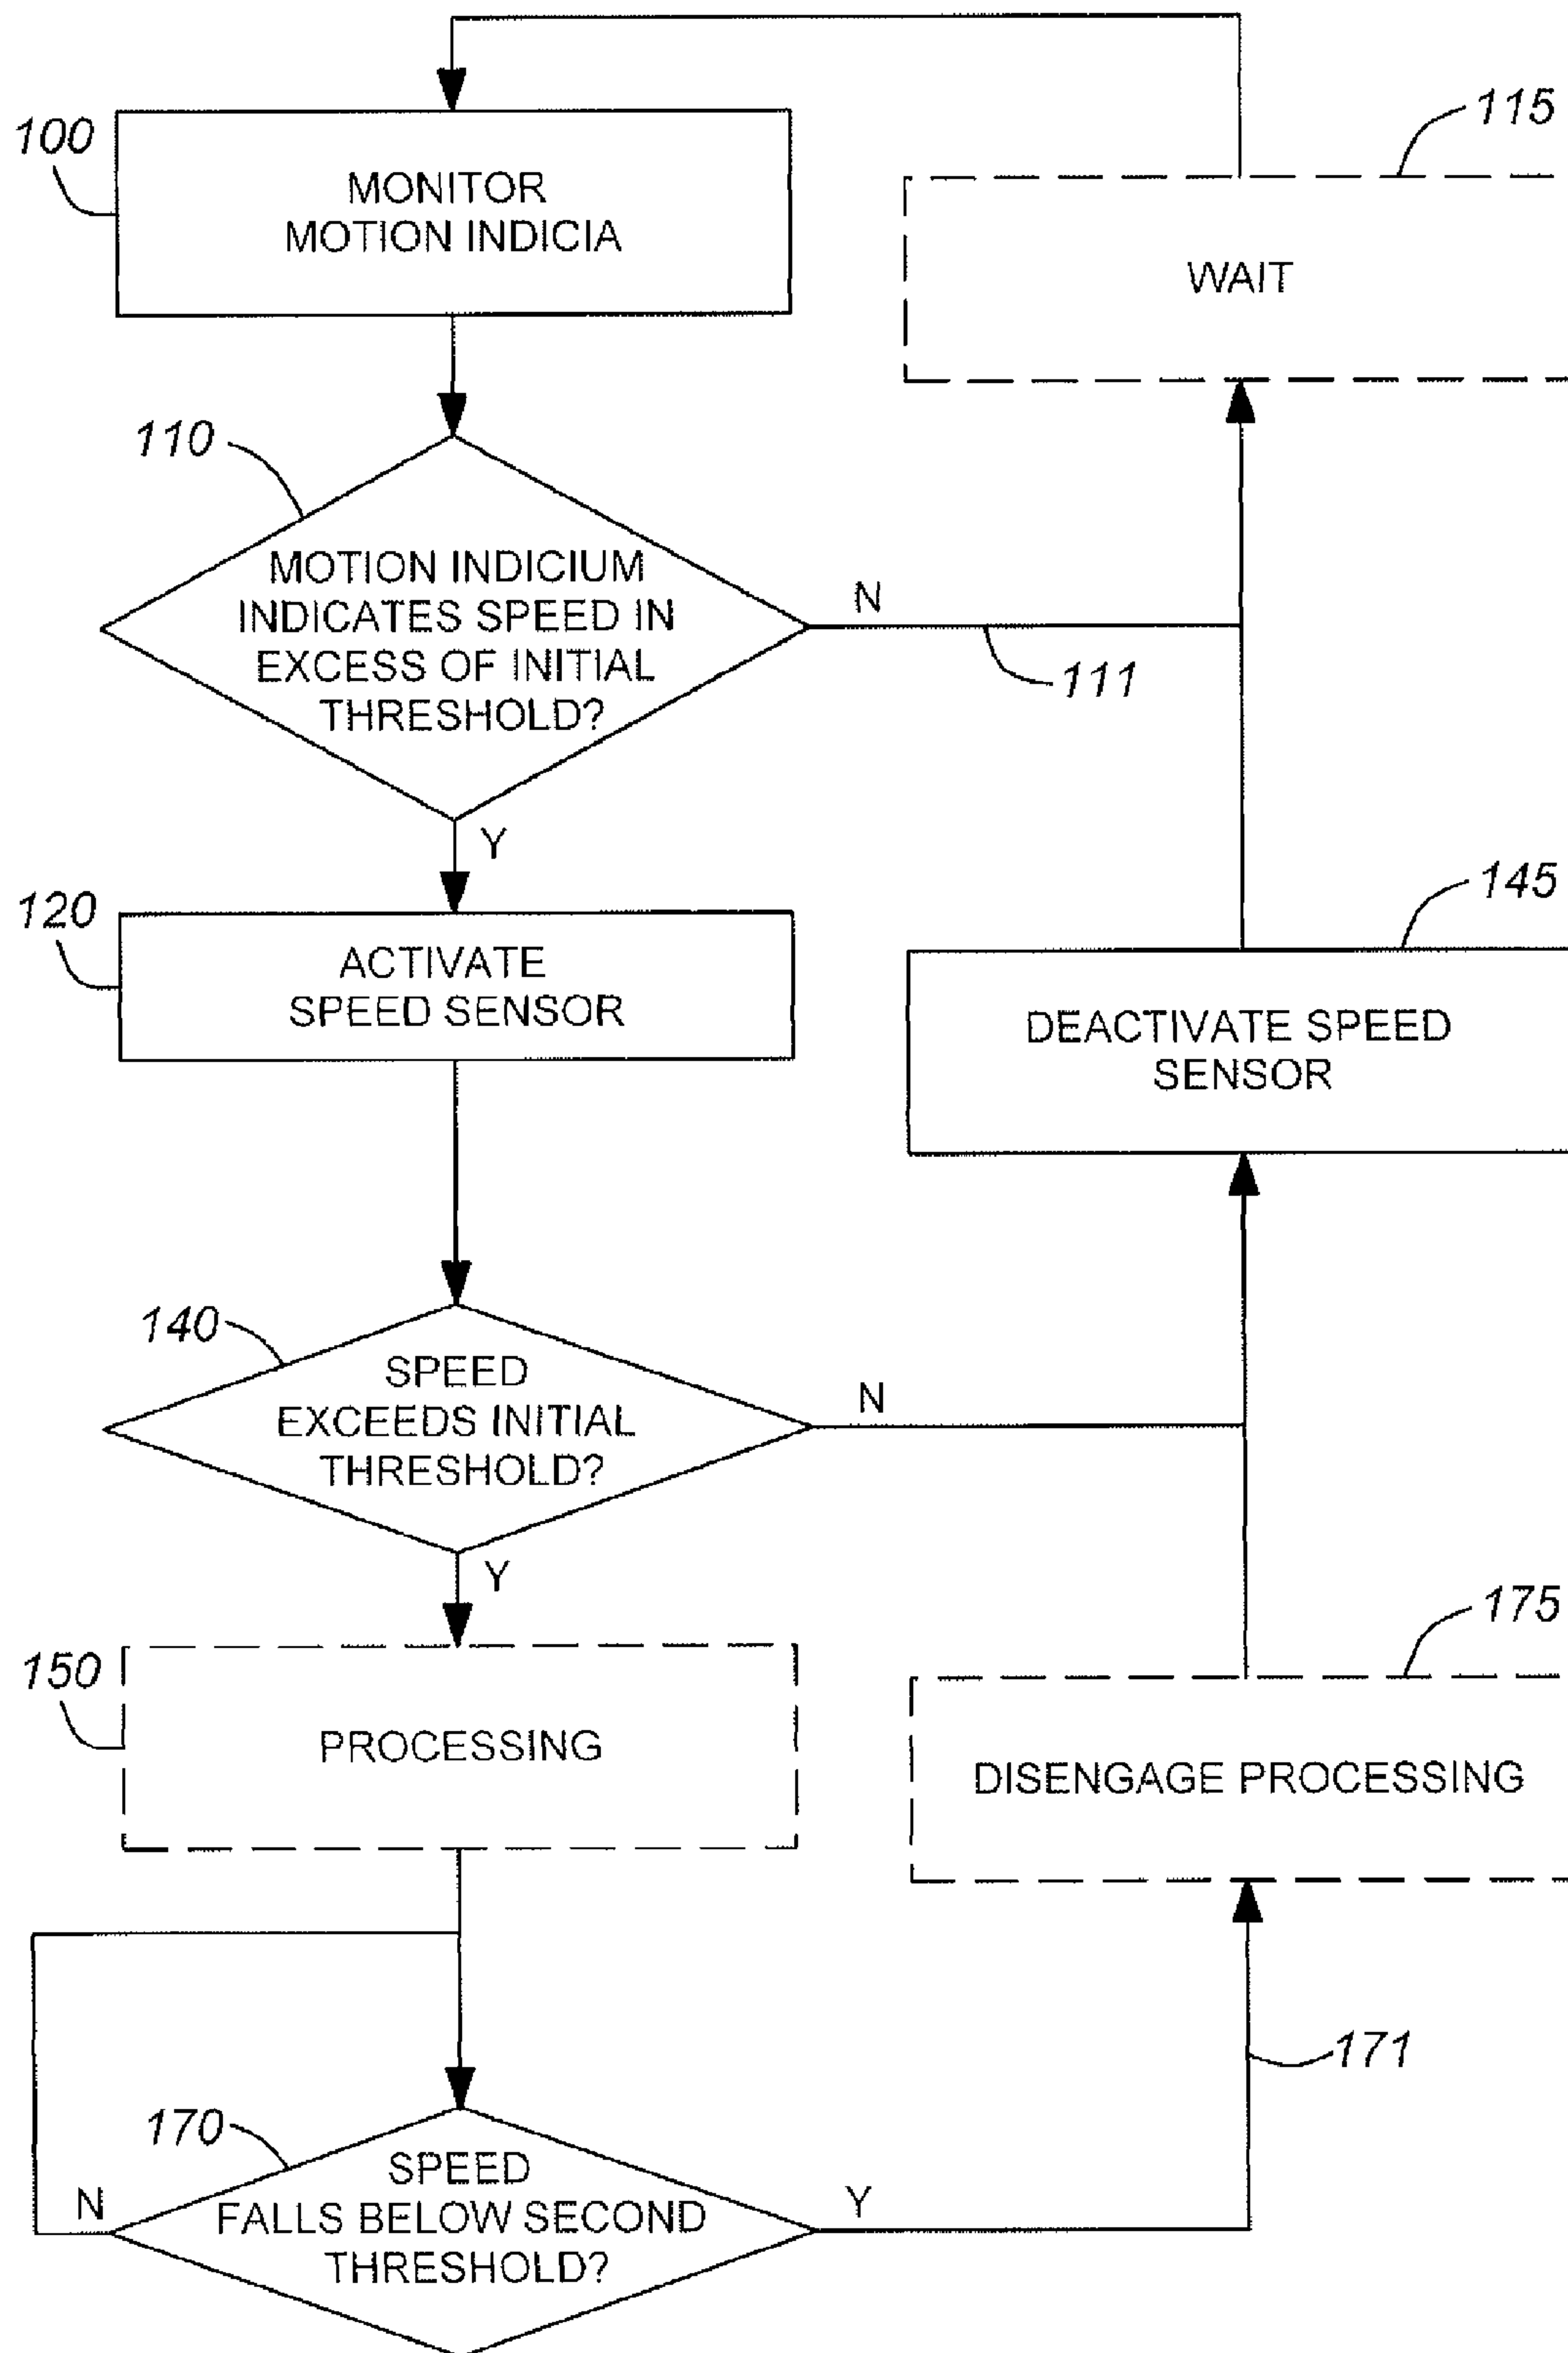 115
100
MONITOR
MOTION INDICIA
WAIT
110
MOTION INDICIUM
INDICATES SPEED IN
EXCESS OF INITIAL
THRESHOLD?
N
111
Y
120
ACTIVATE
SPEED SENSOR
145
DEACTIVATE SPEED
SENSOR
140
SPEED
EXCEEDS INITIAL
THRESHOLD?
N
Y
150
PROCESSING
175
DISENGAGE PROCESSING
171
170
SPEED
FALLS BELOW SECOND
THRESHOLD?
N
Y